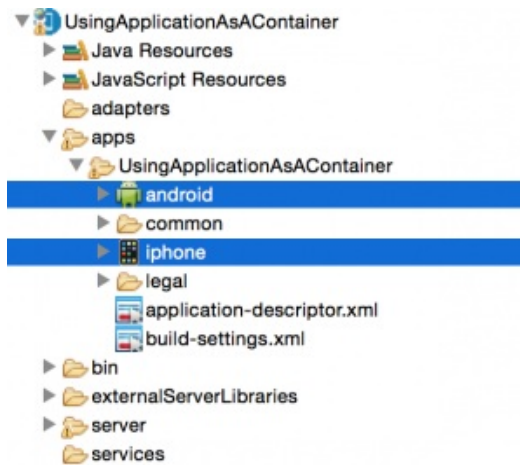 UsingApplicationAsAContainer
Java Resources
JavaScript Resources
adapters
apps
UsingApplicationAsAContainer
android
common
iphone
legal
application-descriptor.xml
build-settings.xml
bin
externalServerLibraries
server
services